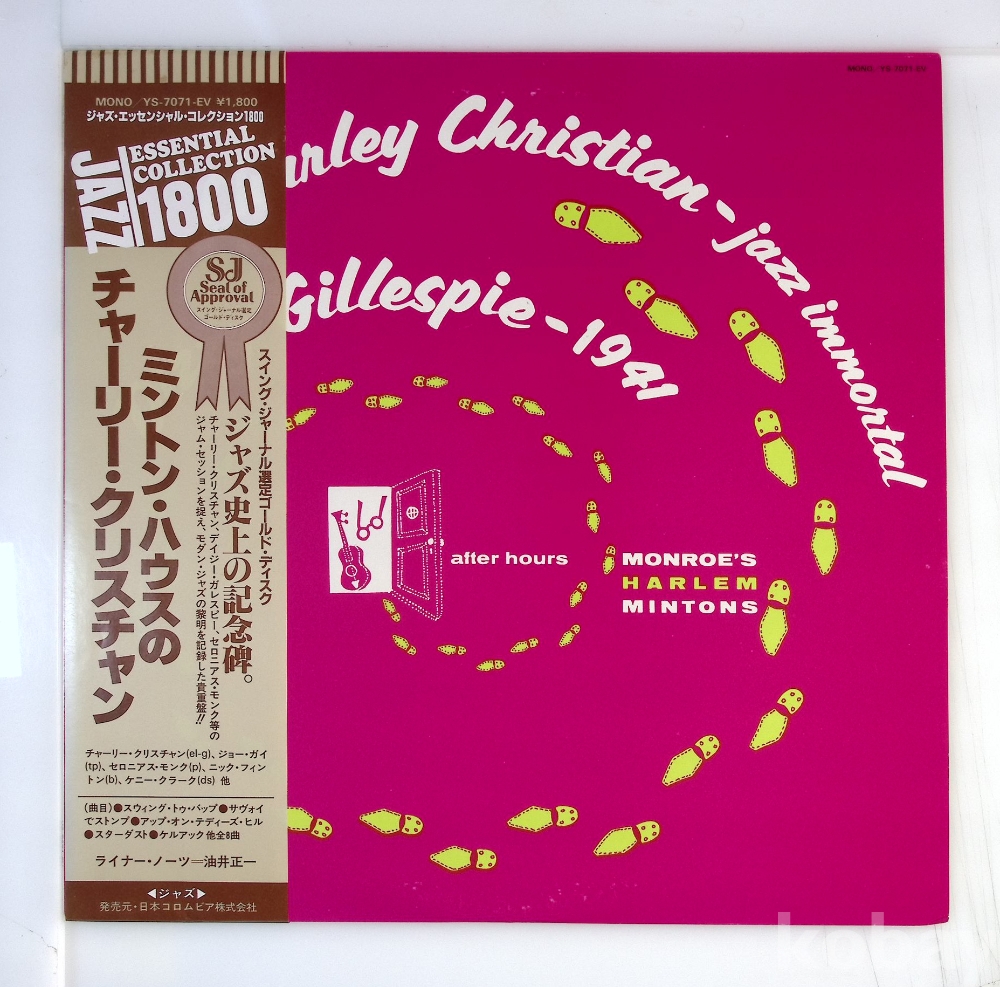 MONO YS-7071-EV ¥1,800
ジャズ・エッセンシャル・コレクション1800
JAZZ
ESSENTIAL
COLLECTION
1800
SJ
Seal of
Approval
スイング・ジャーナル選定
ゴールド・ディスク
ミントン・ハウスの
チャーリー・クリスチャン
スイング・ジャーナル選定ゴールド・ディスク
ジャズ史上の記念碑。
チャーリー・クリスチャン、デイジー・ガレスピー、セロニアス・モンク等の
ジャム・セッションを捉え、モダン・ジャズの黎明を記録した貴重盤!!
チャーリー・クリスチャン(el-g)、ジョー・ガイ
(tp)、セロニアス・モンク(p)、ニック・フィン
トン(b)、ケニー・クラーク(ds) 他
(曲目)●スウィング・トゥ・バップ●サヴォイ
でストンプ●アップ・オン・テディーズ・ヒル
●スターダスト●ケルアック他全8曲
ライナー・ノーツ=油井正一
◀ジャズ▶
発売元・日本コロムビア株式会社
MONO YS-7071-EV
arley Christian - jazz immortal
Gillespie - 1941
after hours
MONROE'S
HARLEM
MINTONS